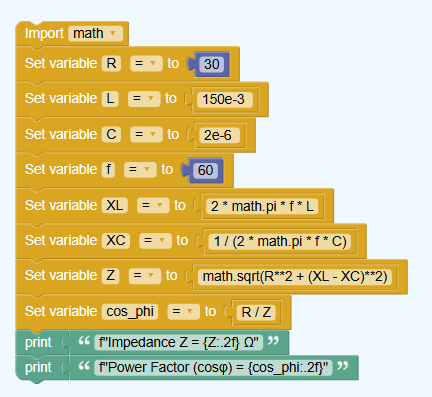 Import math
Set variable R = to 30
Set variable L = to 150e-3
Set variable C = to 2e-6
Set variable f = to 60
Set variable XL = to 2 * math.pi * f * L
Set variable XC = to 1 / (2 * math.pi * f * C)
Set variable Z = to math.sqrt(R**2 + (XL - XC)**2)
Set variable cos_phi = to R / Z
print “ f"Impedance Z = {Z:.2f} Ω" ”
print “ f"Power Factor (cosφ) = {cos_phi:.2f}" ”